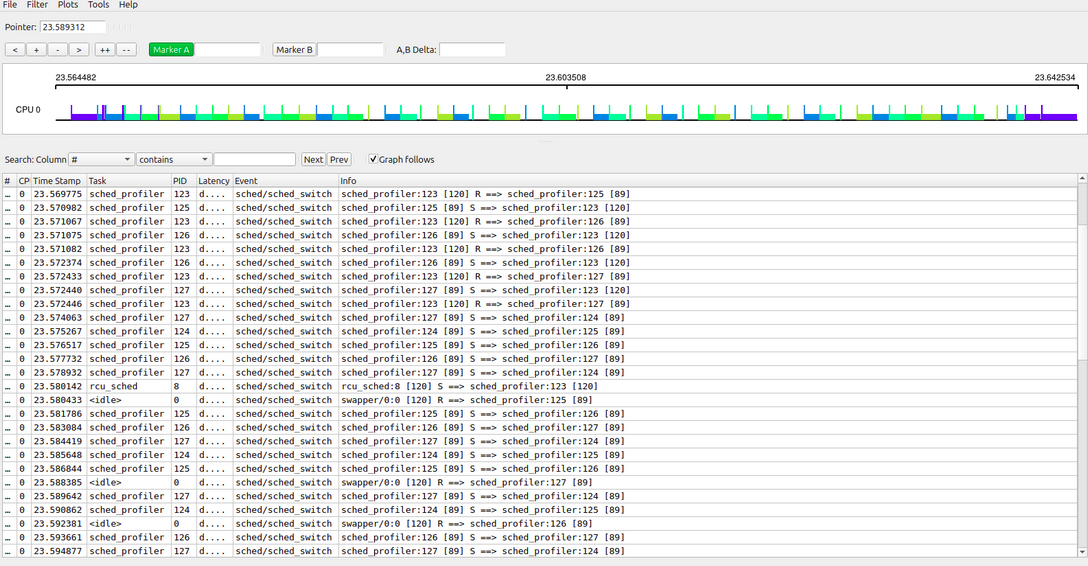 File Filter Plots Tools Help
Pointer: 23.589312
< + - > ++ -- Marker A Marker B A,B Delta:
23.564482 23.603508 23.642534
CPU 0
Search: Column # contains Next Prev Graph follows
# CP Time Stamp Task PID Latency Event Info
... 0 23.569775 sched_profiler 123 d.... sched/sched_switch sched_profiler:123 [120] R ==> sched_profiler:125 [89]
... 0 23.570982 sched_profiler 125 d.... sched/sched_switch sched_profiler:125 [89] S ==> sched_profiler:123 [120]
... 0 23.571067 sched_profiler 123 d.... sched/sched_switch sched_profiler:123 [120] R ==> sched_profiler:126 [89]
... 0 23.571075 sched_profiler 126 d.... sched/sched_switch sched_profiler:126 [89] S ==> sched_profiler:123 [120]
... 0 23.571082 sched_profiler 123 d.... sched/sched_switch sched_profiler:123 [120] R ==> sched_profiler:126 [89]
... 0 23.572374 sched_profiler 126 d.... sched/sched_switch sched_profiler:126 [89] S ==> sched_profiler:123 [120]
... 0 23.572433 sched_profiler 123 d.... sched/sched_switch sched_profiler:123 [120] R ==> sched_profiler:127 [89]
... 0 23.572440 sched_profiler 127 d.... sched/sched_switch sched_profiler:127 [89] S ==> sched_profiler:123 [120]
... 0 23.572446 sched_profiler 123 d.... sched/sched_switch sched_profiler:123 [120] R ==> sched_profiler:127 [89]
... 0 23.574063 sched_profiler 127 d.... sched/sched_switch sched_profiler:127 [89] S ==> sched_profiler:124 [89]
... 0 23.575267 sched_profiler 124 d.... sched/sched_switch sched_profiler:124 [89] S ==> sched_profiler:125 [89]
... 0 23.576517 sched_profiler 125 d.... sched/sched_switch sched_profiler:125 [89] S ==> sched_profiler:126 [89]
... 0 23.577732 sched_profiler 126 d.... sched/sched_switch sched_profiler:126 [89] S ==> sched_profiler:127 [89]
... 0 23.578932 sched_profiler 127 d.... sched/sched_switch sched_profiler:127 [89] S ==> sched_profiler:124 [89]
... 0 23.580142 rcu_sched 8 d.... sched/sched_switch rcu_sched:8 [120] S ==> sched_profiler:123 [120]
... 0 23.580433 <idle> 0 d.... sched/sched_switch swapper/0:0 [120] R ==> sched_profiler:125 [89]
... 0 23.581786 sched_profiler 125 d.... sched/sched_switch sched_profiler:125 [89] S ==> sched_profiler:126 [89]
... 0 23.583084 sched_profiler 126 d.... sched/sched_switch sched_profiler:126 [89] S ==> sched_profiler:127 [89]
... 0 23.584419 sched_profiler 127 d.... sched/sched_switch sched_profiler:127 [89] S ==> sched_profiler:124 [89]
... 0 23.585648 sched_profiler 124 d.... sched/sched_switch sched_profiler:124 [89] S ==> sched_profiler:125 [89]
... 0 23.586844 sched_profiler 125 d.... sched/sched_switch sched_profiler:125 [89] S ==> sched_profiler:126 [89]
... 0 23.588385 <idle> 0 d.... sched/sched_switch swapper/0:0 [120] R ==> sched_profiler:127 [89]
... 0 23.589642 sched_profiler 127 d.... sched/sched_switch sched_profiler:127 [89] S ==> sched_profiler:124 [89]
... 0 23.590862 sched_profiler 124 d.... sched/sched_switch sched_profiler:124 [89] S ==> sched_profiler:125 [89]
... 0 23.592381 <idle> 0 d.... sched/sched_switch swapper/0:0 [120] R ==> sched_profiler:126 [89]
... 0 23.593661 sched_profiler 126 d.... sched/sched_switch sched_profiler:126 [89] S ==> sched_profiler:127 [89]
... 0 23.594877 sched_profiler 127 d.... sched/sched_switch sched_profiler:127 [89] S ==> sched_profiler:124 [89]